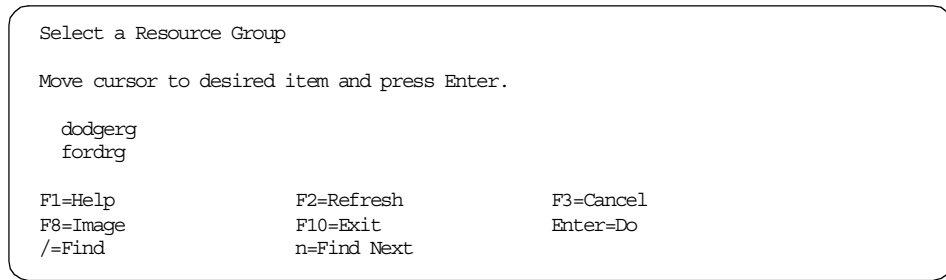 Select a Resource Group
Move cursor to desired item and press Enter.
dodgerg
fordrg
F1=Help F2=Refresh F3=Cancel
F8=Image F10=Exit Enter=Do
/=Find n=Find Next